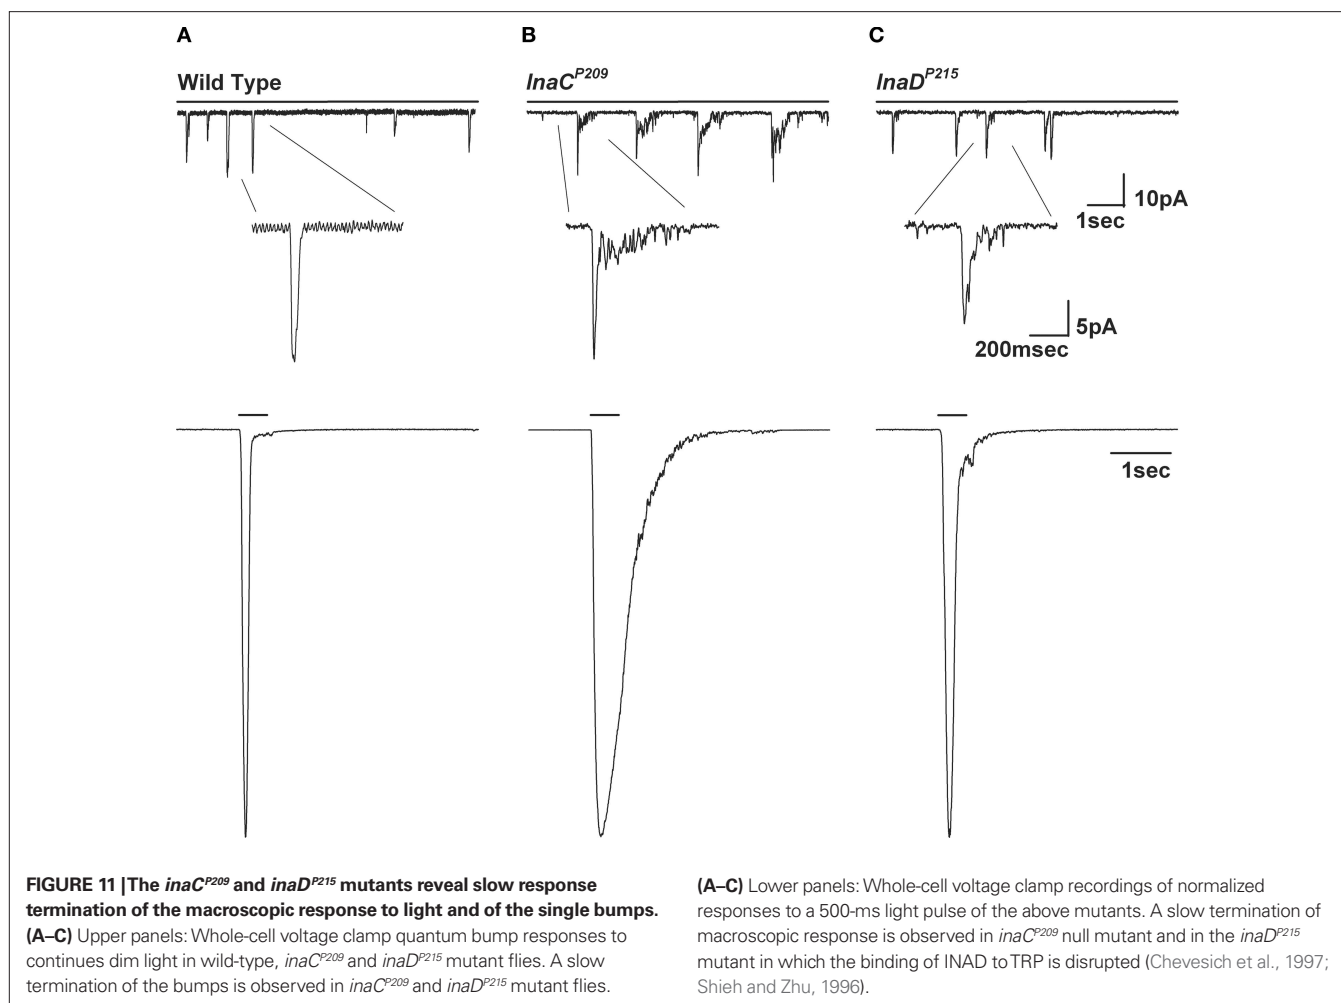 A
B
C
Wild Type
InaC^P209
InaD^P215
10pA
1sec
5pA
200msec
1sec
FIGURE 11 | The inaC^P209 and inaD^P215 mutants reveal slow response
termination of the macroscopic response to light and of the single bumps.
(A–C) Upper panels: Whole-cell voltage clamp quantum bump responses to
continues dim light in wild-type, inaC^P209 and inaD^P215 mutant flies. A slow
termination of the bumps is observed in inaC^P209 and inaD^P215 mutant flies.
(A–C) Lower panels: Whole-cell voltage clamp recordings of normalized
responses to a 500-ms light pulse of the above mutants. A slow termination of
macroscopic response is observed in inaC^P209 null mutant and in the inaD^P215
mutant in which the binding of INAD to TRP is disrupted (Chevesich et al., 1997;
Shieh and Zhu, 1996).